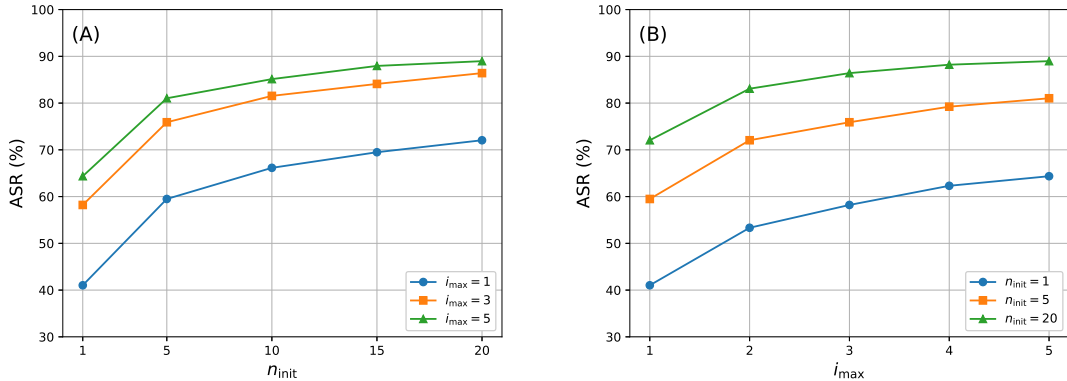 (A)
ASR (%)
100
90
80
70
60
50
40
30
1
5
10
15
20
n_init
i_max = 1
i_max = 3
i_max = 5
(B)
ASR (%)
100
90
80
70
60
50
40
30
1
2
3
4
5
i_max
n_init = 1
n_init = 5
n_init = 20